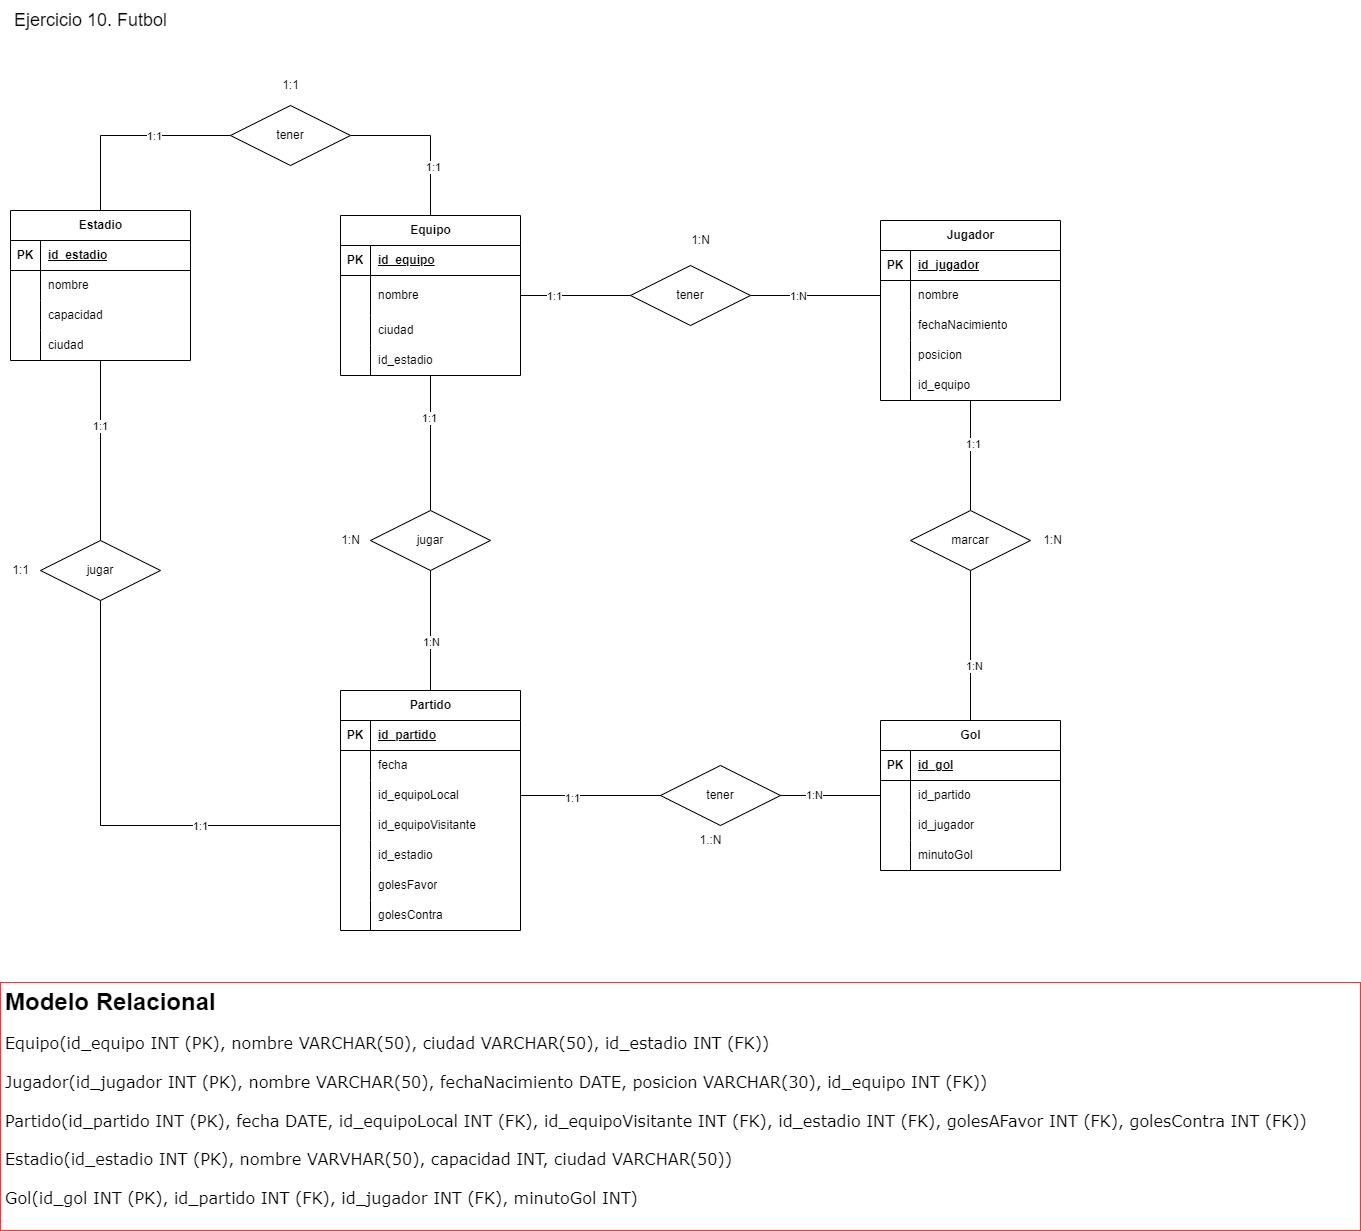 Ejercicio 10. Futbol
1:1
tener
1:1
1:1
Estadio
PK id_estadio
nombre
capacidad
ciudad
Equipo
PK id_equipo
nombre
ciudad
id_estadio
1:N
1:1
tener
1:N
Jugador
PK id_jugador
nombre
fechaNacimiento
posicion
id_equipo
1:1
1:1
1:1
1:1
jugar
1:N
jugar
marcar
1:N
1:N
1:N
Partido
PK id_partido
fecha
id_equipoLocal
id_equipoVisitante
id_estadio
golesFavor
golesContra
1:1
1:1
tener
1:N
1.:N
Gol
PK id_gol
id_partido
id_jugador
minutoGol
Modelo Relacional
Equipo(id_equipo INT (PK), nombre VARCHAR(50), ciudad VARCHAR(50), id_estadio INT (FK))
Jugador(id_jugador INT (PK), nombre VARCHAR(50), fechaNacimiento DATE, posicion VARCHAR(30), id_equipo INT (FK))
Partido(id_partido INT (PK), fecha DATE, id_equipoLocal INT (FK), id_equipoVisitante INT (FK), id_estadio INT (FK), golesAFavor INT (FK), golesContra INT (FK))
Estadio(id_estadio INT (PK), nombre VARVHAR(50), capacidad INT, ciudad VARCHAR(50))
Gol(id_gol INT (PK), id_partido INT (FK), id_jugador INT (FK), minutoGol INT)